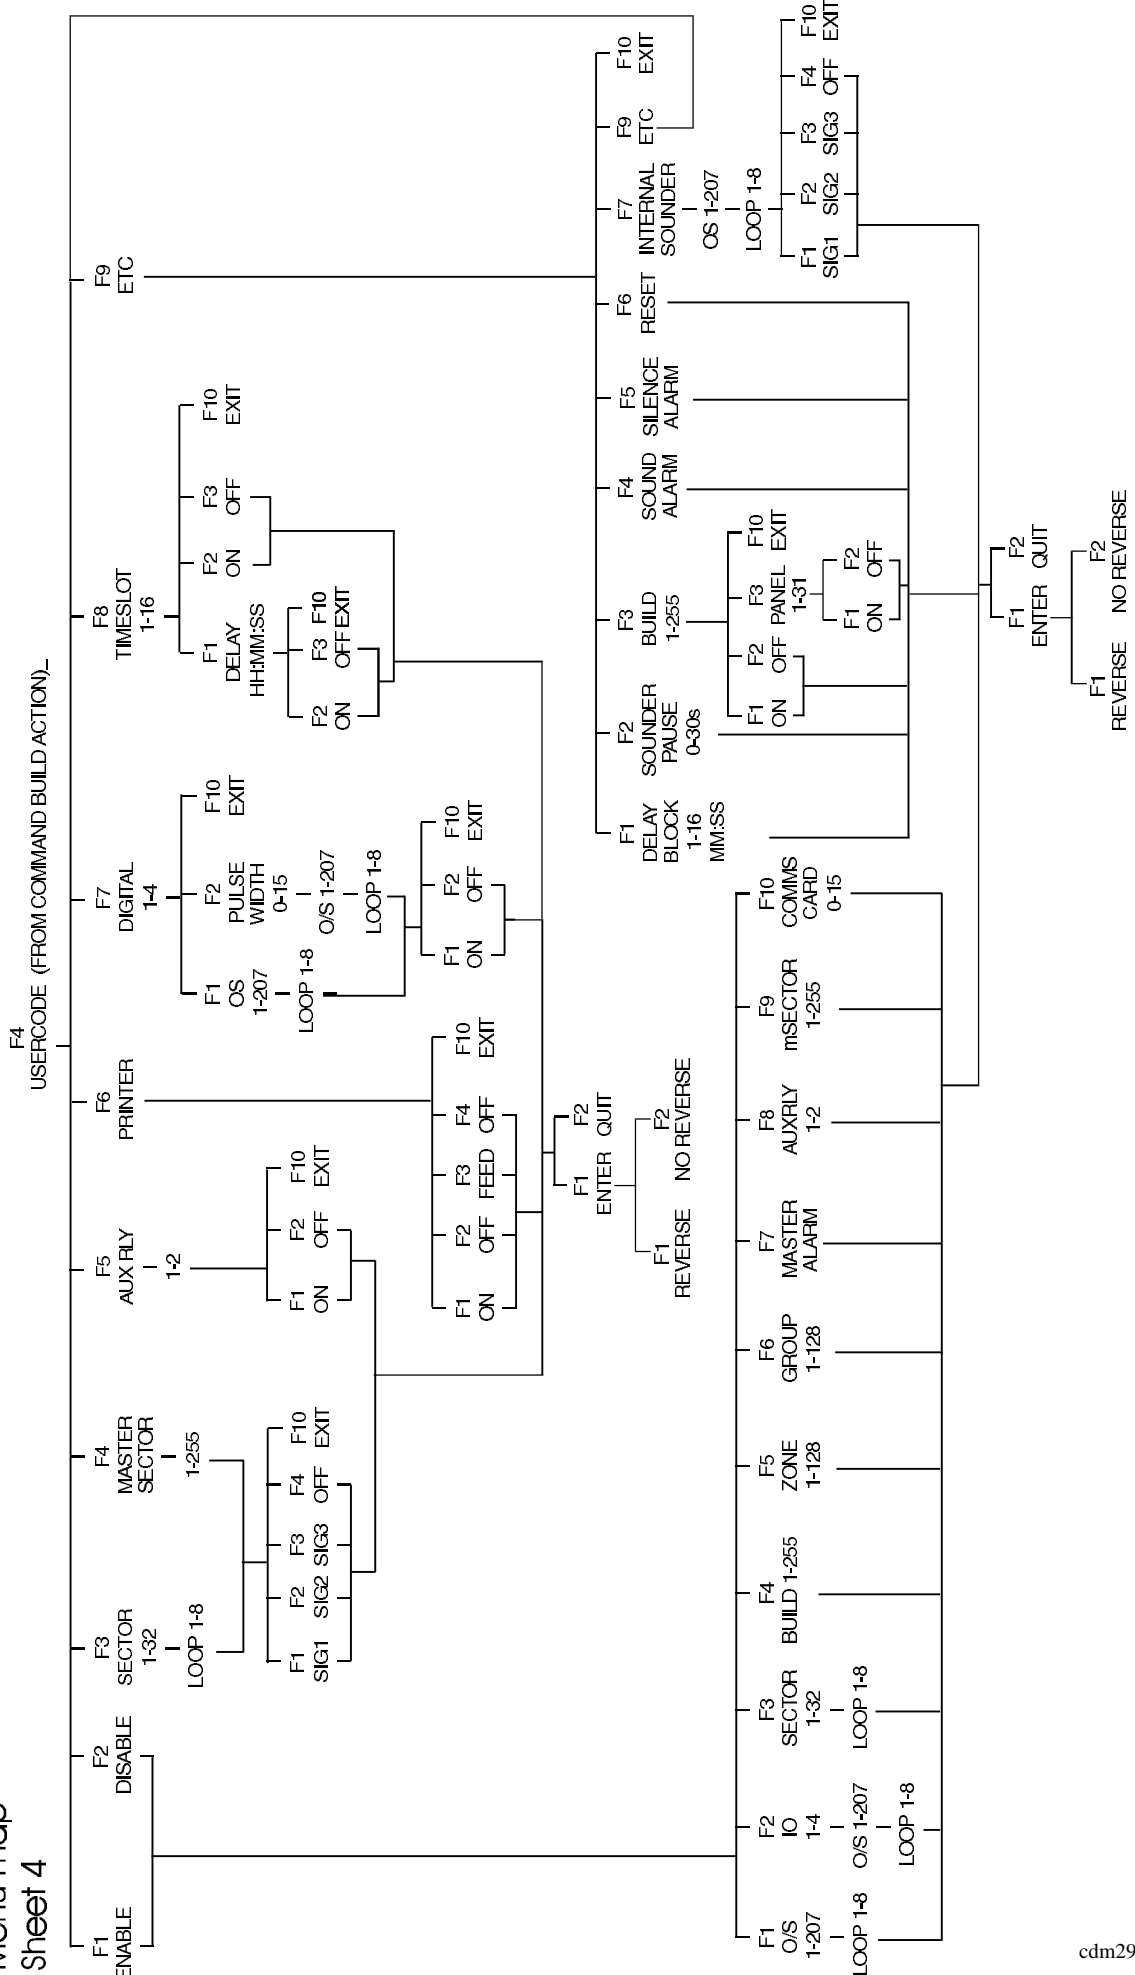 Menu map
Sheet 4
F4
USERCODE (FROM COMMAND BUILD ACTION)
F1
ENABLE
F2
DISABLE
F3
SECTOR
1-32
LOOP 1-8
F4
MASTER
SECTOR
1-255
F1
SIG1
F2
SIG2
F3
SIG3
F4
OFF
F10
EXIT
F5
AUX RLY
1-2
F1
ON
F2
OFF
F10
EXIT
F6
PRINTER
F1
ON
F2
OFF
F3
FEED
F4
OFF
F10
EXIT
F7
DIGITAL
1-4
F1
OS
1-207
LOOP 1-8
F2
PULSE
WIDTH
0-15
O/S 1-207
LOOP 1-8
F10
EXIT
F1
ON
F2
OFF
F10
EXIT
F8
TIMESLOT
1-16
F1
DELAY
HH:MM:SS
F2
ON
F3
OFF
F10
EXIT
F2
ON
F3
OFF
F10
EXIT
F1
ENTER
F2
QUIT
F1
REVERSE
F2
NO REVERSE
F9
ETC
F1
DELAY
BLOCK
1-16
MM:SS
F2
SOUNDER
PAUSE
0-30s
F3
BUILD
1-255
F1
ON
F2
OFF
F3
PANEL
1-31
F10
EXIT
F1
ON
F2
OFF
F4
SOUND
ALARM
F5
SILENCE
ALARM
F6
RESET
F7
INTERNAL
SOUNDER
OS 1-207
LOOP 1-8
F1
SIG1
F2
SIG2
F3
SIG3
F4
OFF
F10
EXIT
F9
ETC
F10
EXIT
F1
O/S
1-207
LOOP 1-8
F2
IO
1-4
O/S 1-207
LOOP 1-8
F3
SECTOR
1-32
LOOP 1-8
F4
BUILD 1-255
F5
ZONE
1-128
F6
GROUP
1-128
F7
MASTER
ALARM
F8
AUXRLY
1-2
F9
mSECTOR
1-255
F10
COMMS
CARD
0-15
F1
ENTER
F2
QUIT
F1
REVERSE
F2
NO REVERSE
cdm29